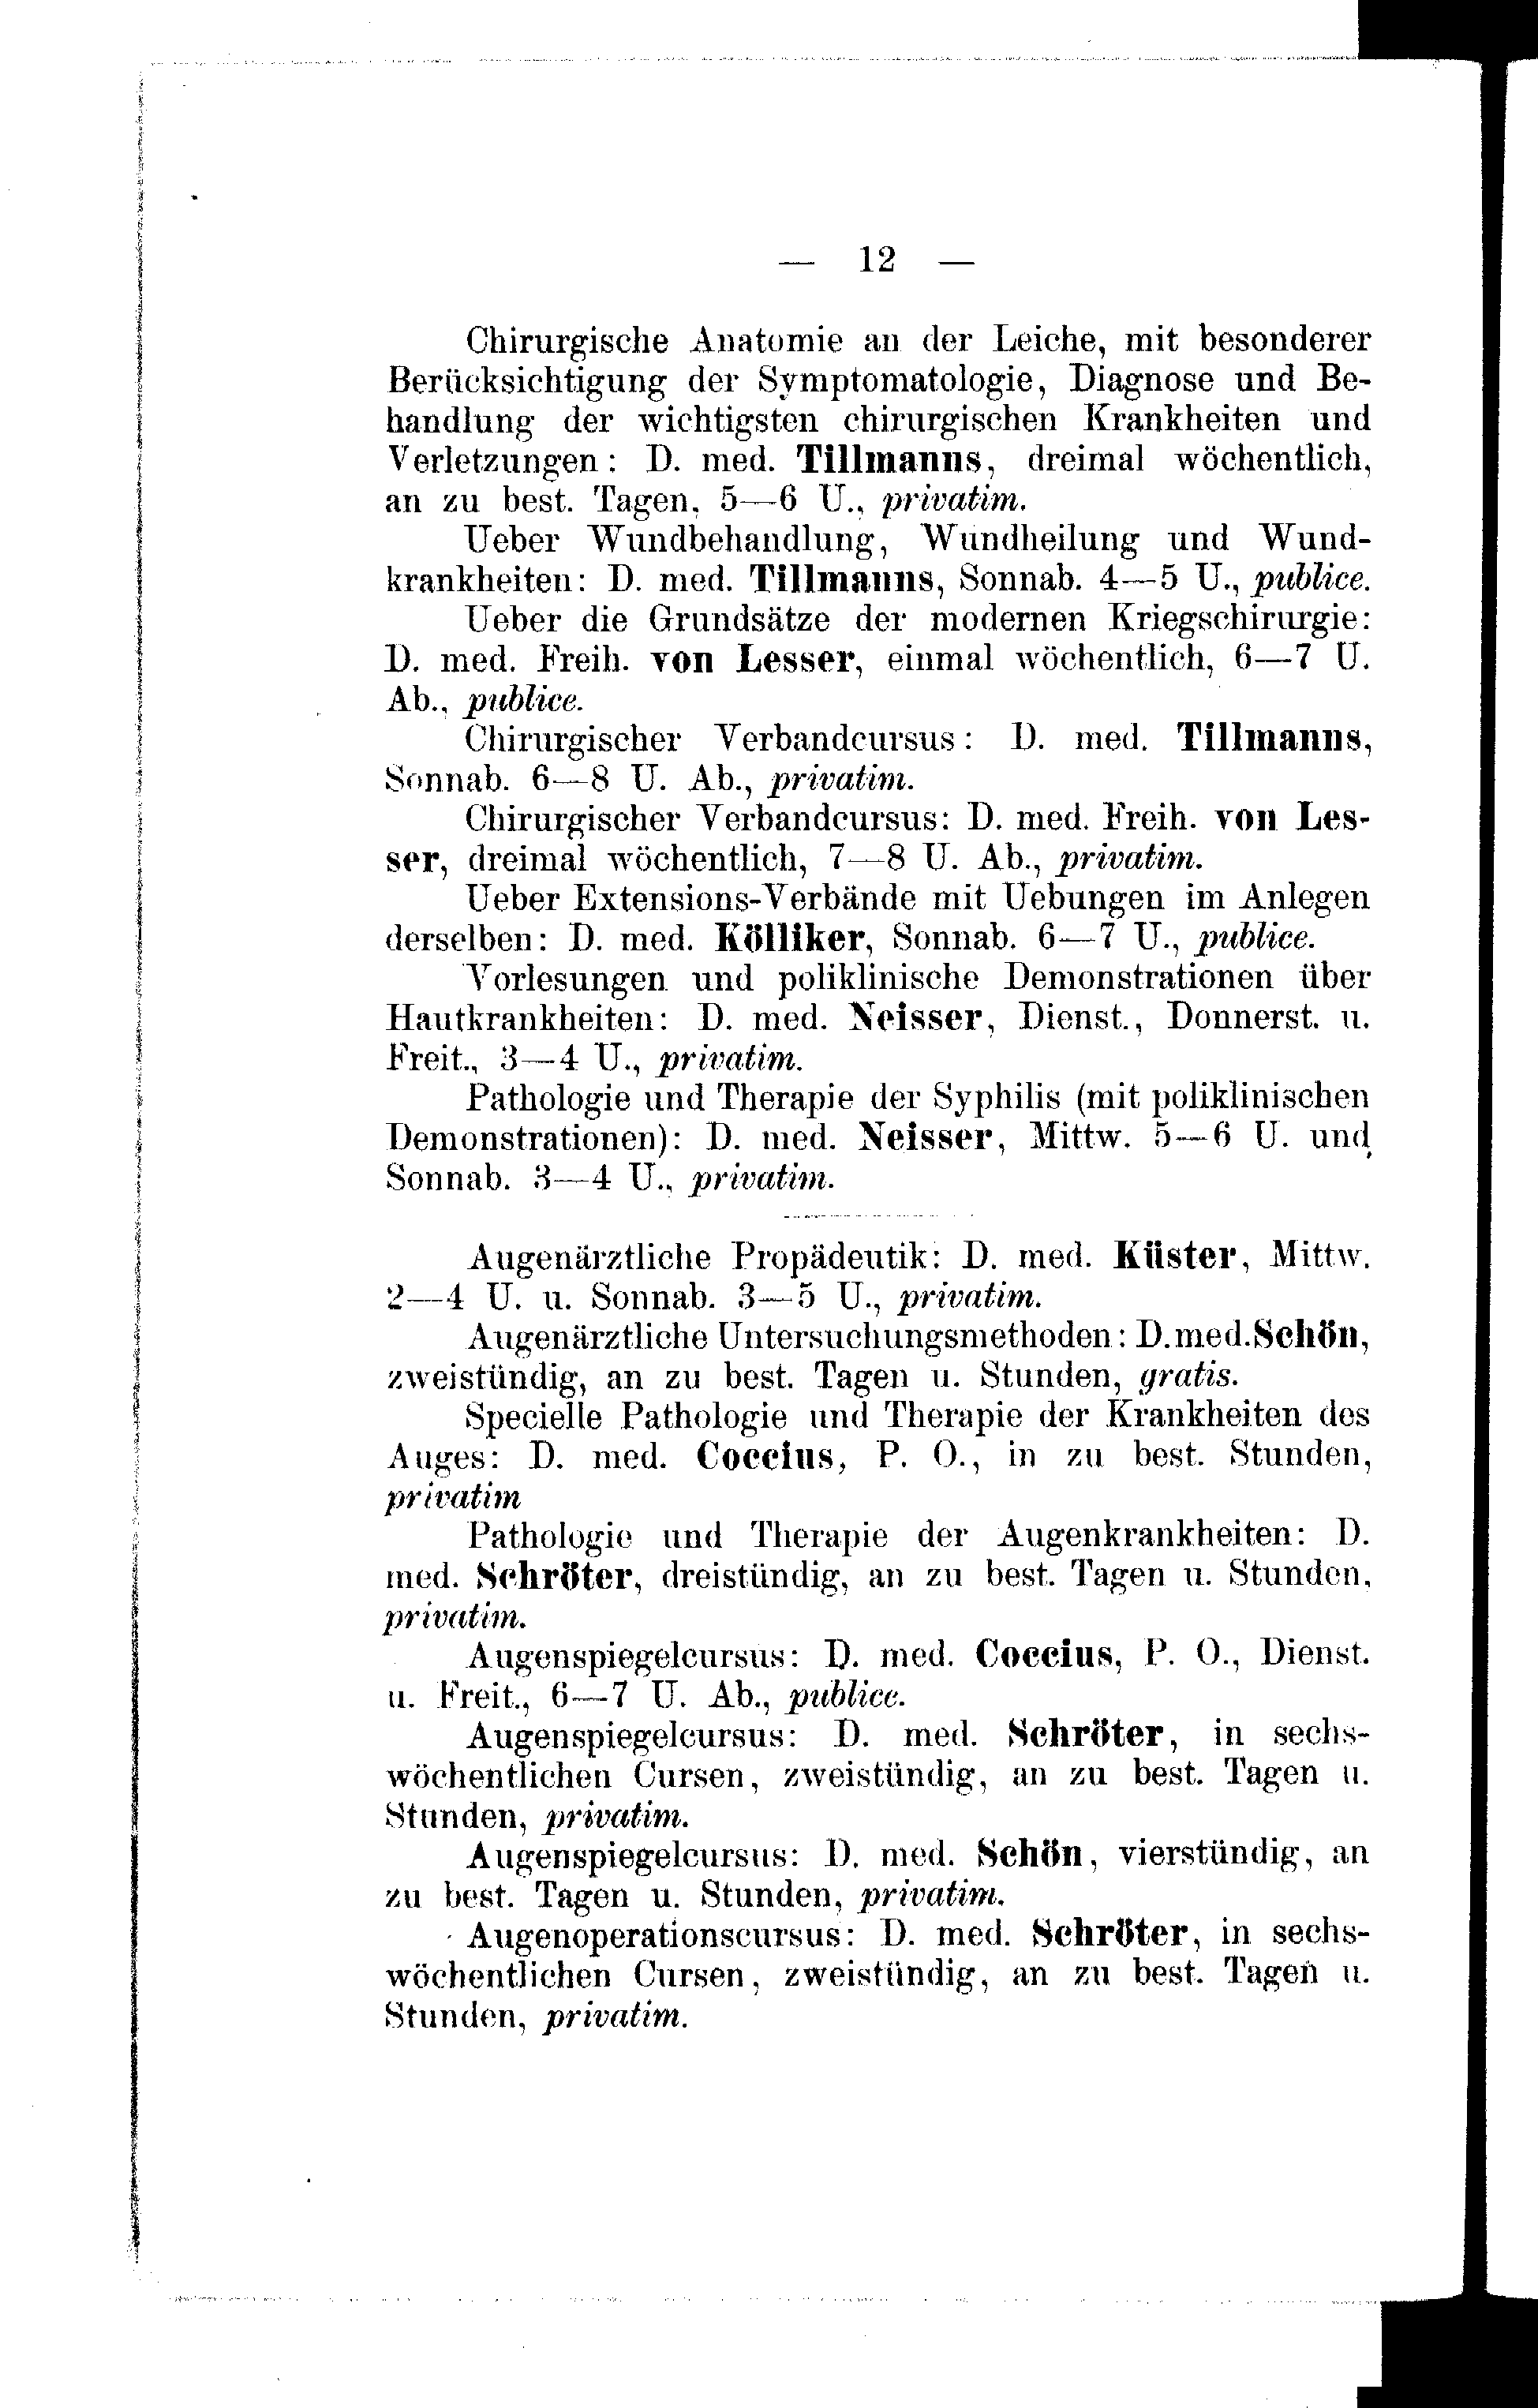 — 12 —
Chirurgische Anatomie an der Leiche, mit besonderer
Berücksichtigung der Symptomatologie, Diagnose und Be-
handlung der wichtigsten chirurgischen Krankheiten und
Verletzungen: D. med. Tillmanns, dreimal wöchentlich,
an zu best. Tagen, 5—6 U., privatim.
Ueber Wundbehandlung, Wundheilung und Wund-
krankheiten: D. med. Tillmanns, Sonnab. 4—5 U., publice.
Ueber die Grundsätze der modernen Kriegschirurgie:
D. med. Freih. von Lesser, einmal wöchentlich, 6—7 U.
Ab., publice.
Chirurgischer Verbandcursus: D. med. Tillmanns,
Sonnab. 6—8 U. Ab., privatim.
Chirurgischer Verbandcursus: D. med. Freih. von Les-
ser, dreimal wöchentlich, 7—8 U. Ab., privatim.
Ueber Extensions-Verbände mit Uebungen im Anlegen
derselben: D. med. Kölliker, Sonnab. 6—7 U., publice.
Vorlesungen und poliklinische Demonstrationen über
Hautkrankheiten: D. med. Neisser, Dienst., Donnerst. u.
Freit., 3—4 U., privatim.
Pathologie und Therapie der Syphilis (mit poliklinischen
Demonstrationen): D. med. Neisser, Mittw. 5—6 U. und
Sonnab. 3—4 U., privatim.
Augenärztliche Propädeutik: D. med. Küster, Mittw.
2—4 U. u. Sonnab. 3—5 U., privatim.
Augenärztliche Untersuchungsmethoden: D. med. Schön,
zweistündig, an zu best. Tagen u. Stunden, gratis.
Specielle Pathologie und Therapie der Krankheiten des
Auges: D. med. Coccius, P. O., in zu best. Stunden,
privatim
Pathologie und Therapie der Augenkrankheiten: D.
med. Schröter, dreistündig, an zu best. Tagen u. Stunden,
privatim.
Augenspiegelcursus: D. med. Coccius, P. O., Dienst.
u. Freit., 6—7 U. Ab., publice.
Augenspiegelcursus: D. med. Schröter, in sechs-
wöchentlichen Cursen, zweistündig, an zu best. Tagen u.
Stunden, privatim.
Augenspiegelcursus: D. med. Schön, vierstündig, an
zu best. Tagen u. Stunden, privatim.
Augenoperationscursus: D. med. Schröter, in sechs-
wöchentlichen Cursen, zweistündig, an zu best. Tagen u.
Stunden, privatim.